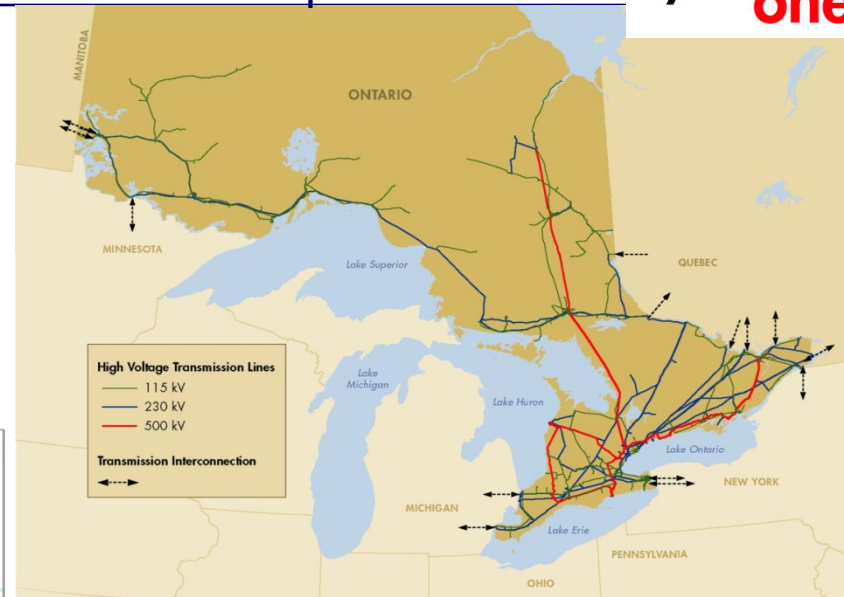 one
MANITOBA
ONTARIO
MINNESOTA
Lake Superior
QUEBEC
High Voltage Transmission Lines
115 kV
230 kV
500 kV
Transmission Interconnection
Lake
Michigan
Lake Huron
Lake Ontario
NEW YORK
MICHIGAN
Lake Erie
PENNSYLVANIA
OHIO